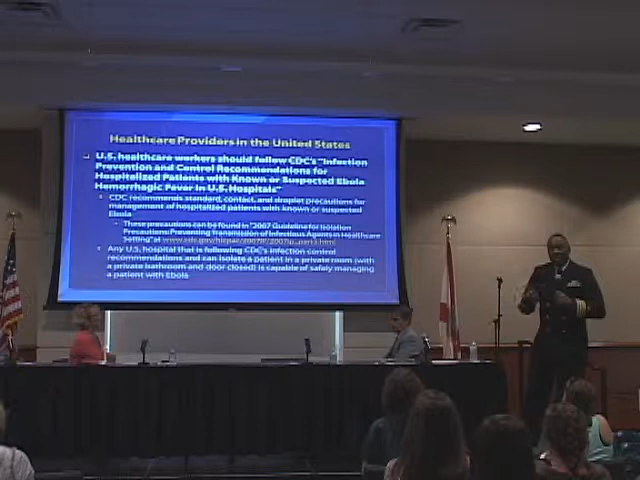 Healthcare Providers in the United States
U.S. healthcare workers should follow CDC's "Infection
Prevention and Control Recommendations for
Hospitalized Patients with Known or Suspected Ebola
Hemorrhagic Fever in U.S. Hospitals"
CDC recommends standard, contact, and droplet precautions for
management of hospitalized patients with known or suspected
Ebola
These precautions can be found in "2007 Guideline for Isolation
Precautions: Preventing Transmission of Infectious Agents in Healthcare
Setting" at
Any U.S. hospital that is following CDC's infection control
recommendations and can isolate a patient in a private room (with
a private bathroom and door closed) is capable of safely managing
a patient with Ebola